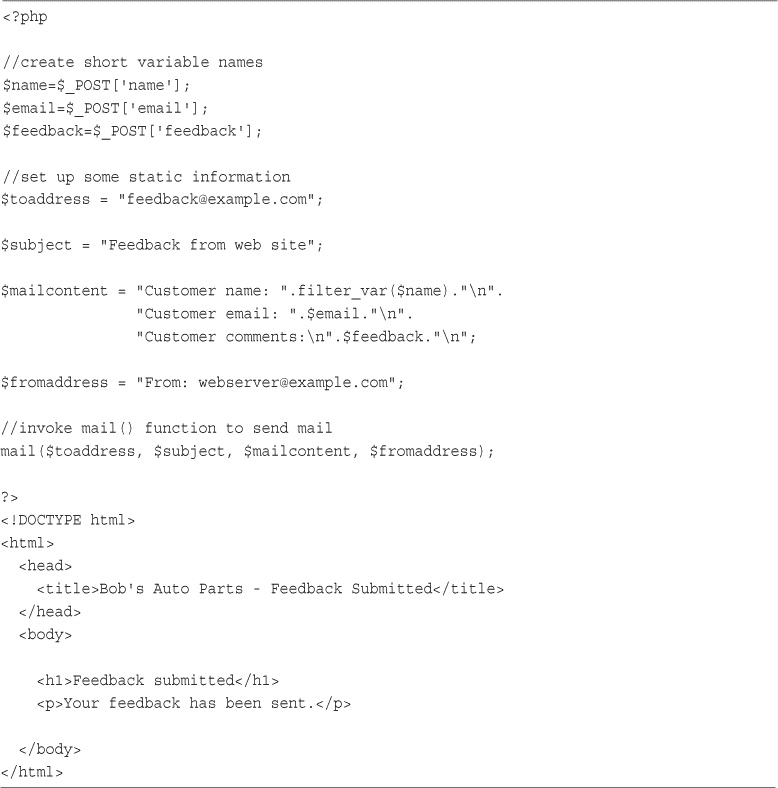 <?php
//create short variable names
$name=$_POST['name'];
$email=$_POST['email'];
$feedback=$_POST['feedback'];
//set up some static information
$toaddress = "feedback@example.com";
$subject = "Feedback from web site";
$mailcontent = "Customer name: ".filter_var($name)."\n".
"Customer email: ".$email."\n".
"Customer comments:\n".$feedback."\n";
$fromaddress = "From: webserver@example.com";
//invoke mail() function to send mail
mail($toaddress, $subject, $mailcontent, $fromaddress);
?>
<!DOCTYPE html>
<html>
<head>
<title>Bob's Auto Parts - Feedback Submitted</title>
</head>
<body>
<h1>Feedback submitted</h1>
<p>Your feedback has been sent.</p>
</body>
</html>